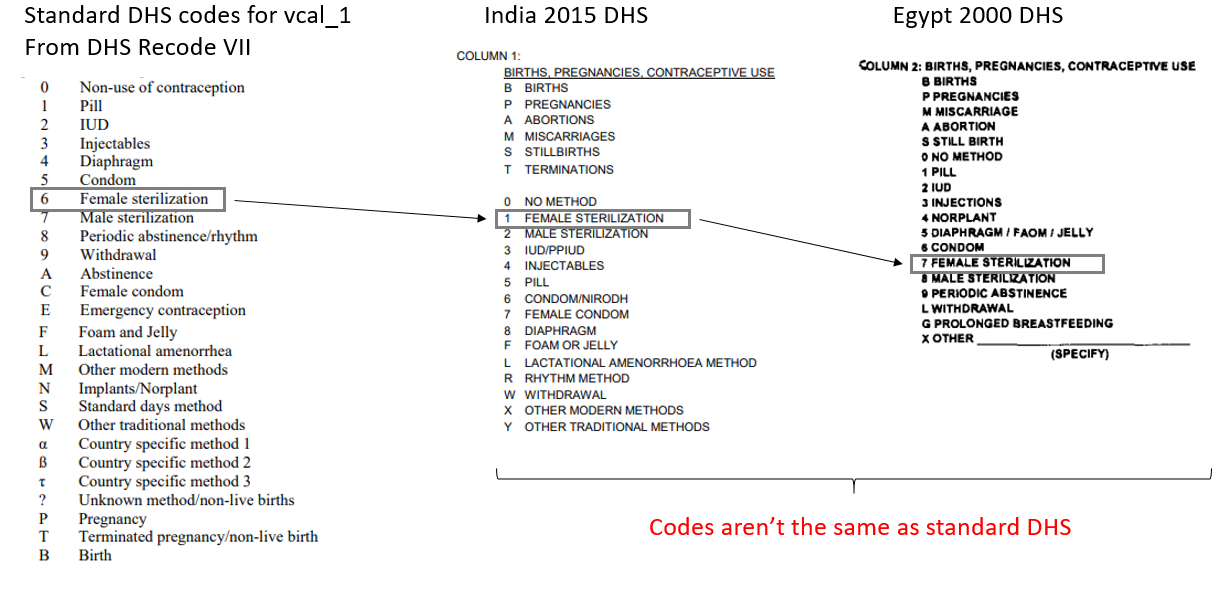 Standard DHS codes for vcal_1
From DHS Recode VII
0 Non-use of contraception
1 Pill
2 IUD
3 Injectables
4 Diaphragm
5 Condom
6 Female sterilization
7 Male sterilization
8 Periodic abstinence/rhythm
9 Withdrawal
A Abstinence
C Female condom
E Emergency contraception
F Foam and Jelly
L Lactational amenorrhea
M Other modern methods
N Implants/Norplant
S Standard days method
W Other traditional methods
α Country specific method 1
ß Country specific method 2
τ Country specific method 3
? Unknown method/non-live births
P Pregnancy
T Terminated pregnancy/non-live birth
B Birth
India 2015 DHS
COLUMN 1:
BIRTHS, PREGNANCIES, CONTRACEPTIVE USE
B BIRTHS
P PREGNANCIES
A ABORTIONS
M MISCARRIAGES
S STILLBIRTHS
T TERMINATIONS
0 NO METHOD
1 FEMALE STERILIZATION
2 MALE STERILIZATION
3 IUD/PPIUD
4 INJECTABLES
5 PILL
6 CONDOM/NIRODH
7 FEMALE CONDOM
8 DIAPHRAGM
F FOAM OR JELLY
L LACTATIONAL AMENORRHOEA METHOD
R RHYTHM METHOD
W WITHDRAWAL
X OTHER MODERN METHODS
Y OTHER TRADITIONAL METHODS
Egypt 2000 DHS
COLUMN 2: BIRTHS, PREGNANCIES, CONTRACEPTIVE USE
B BIRTHS
P PREGNANCIES
M MISCARRIAGE
A ABORTION
S STILL BIRTH
0 NO METHOD
1 PILL
2 IUD
3 INJECTIONS
4 NORPLANT
5 DIAPHRAGM / FAOM / JELLY
6 CONDOM
7 FEMALE STERILIZATION
8 MALE STERILIZATION
9 PERIODIC ABSTINENCE
L WITHDRAWAL
G PROLONGED BREASTFEEDING
X OTHER
(SPECIFY)
Codes aren't the same as standard DHS